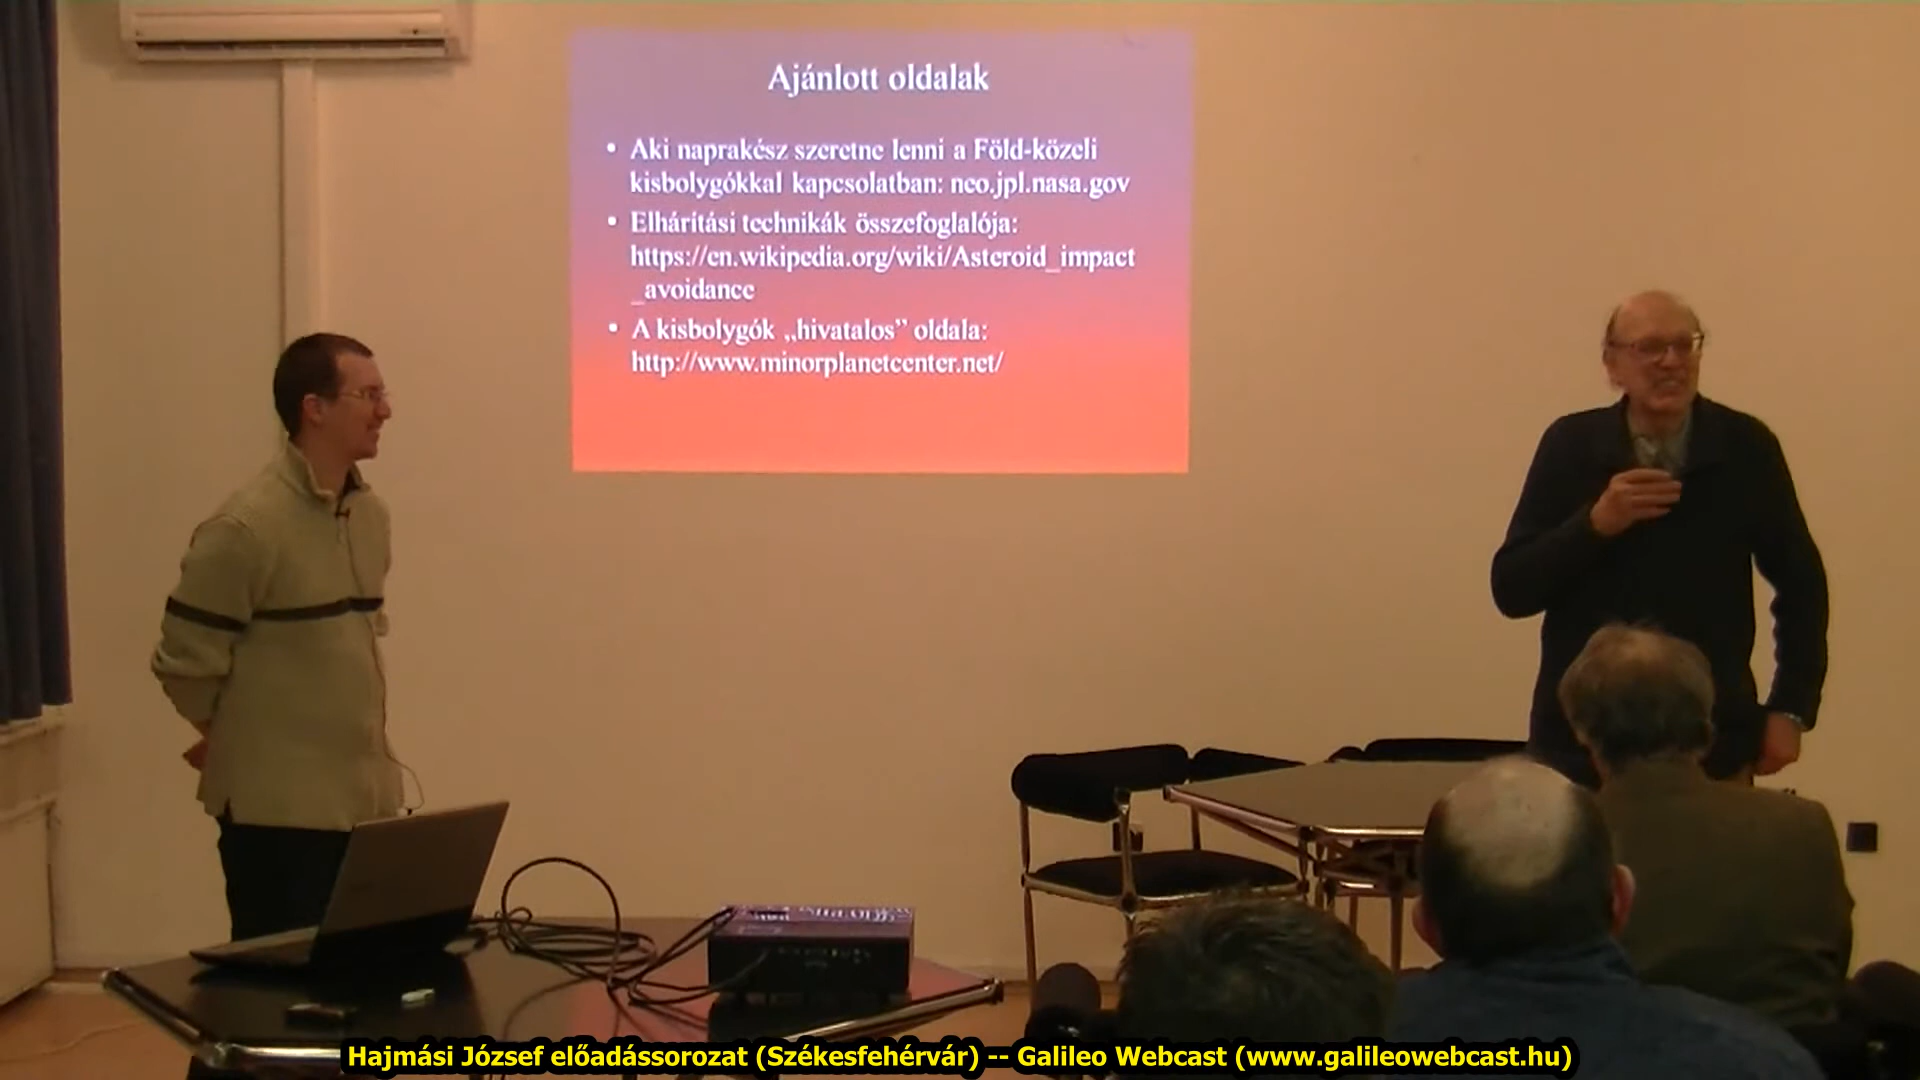 Ajánlott oldalak
• Aki naprakész szeretne lenni a Föld-közeli
kisbolygókkal kapcsolatban: neo.jpl.nasa.gov
• Elhárítási technikák összefoglalója:
https://en.wikipedia.org/wiki/Asteroid_impact
_avoidance
• A kisbolygók „hivatalos” oldala:
http://www.minorplanetcenter.net/
Hajmási József előadássorozat (Székesfehérvár) -- Galileo Webcast (www.galileowebcast.hu)